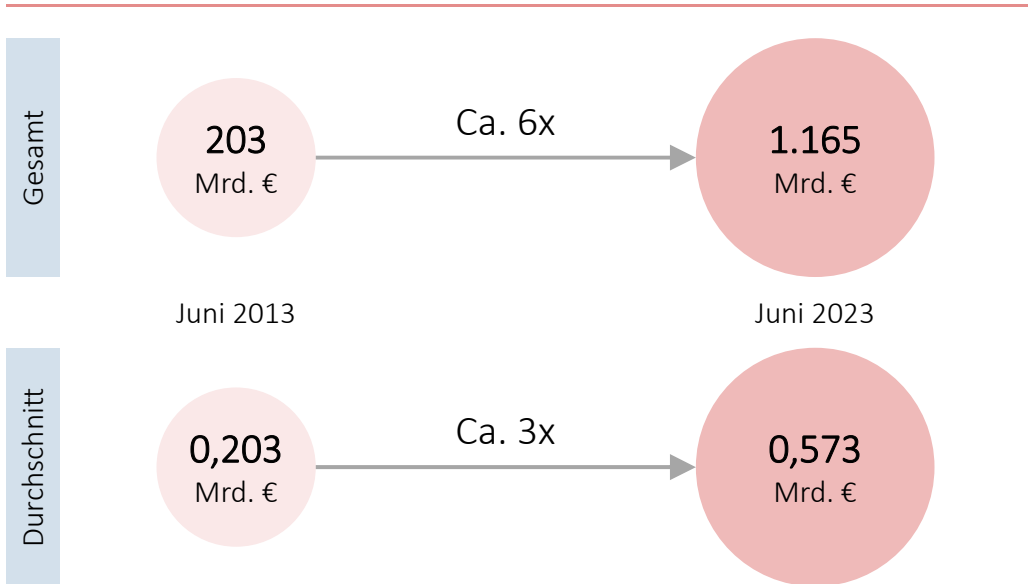 Gesamt
203
Mrd. €
Ca. 6x
1.165
Mrd. €
Juni 2013
Juni 2023
Durchschnitt
0,203
Mrd. €
Ca. 3x
0,573
Mrd. €